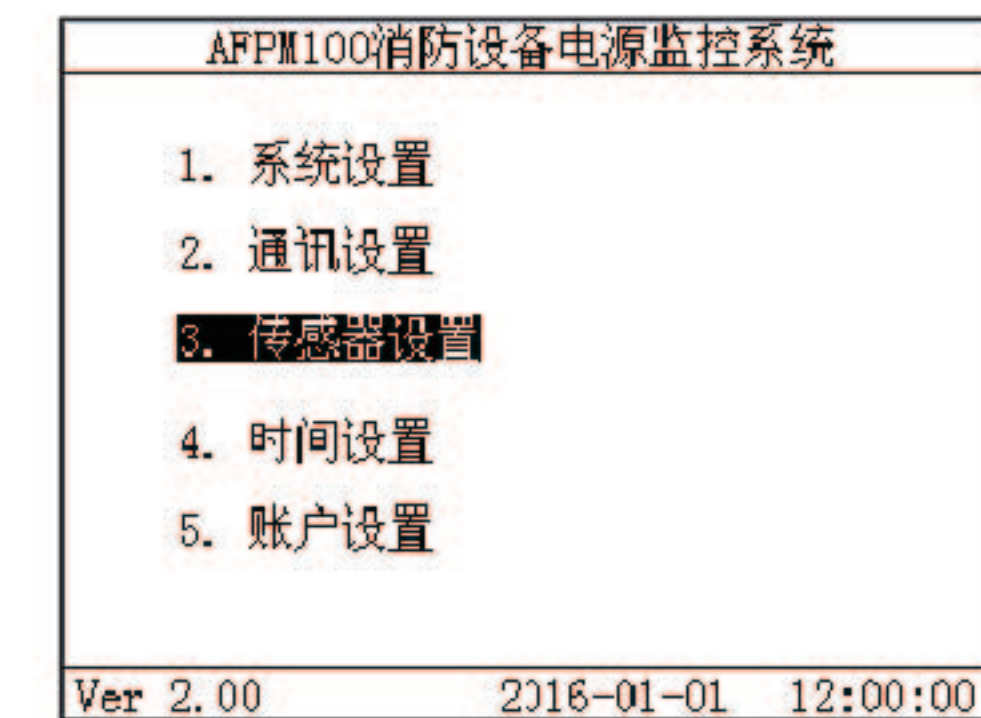 AFPM100消防设备电源监控系统
1. 系统设置
2. 通讯设置
3. 传感器设置
4. 时间设置
5. 账户设置
Ver 2.00 2016-01-01 12:00:00